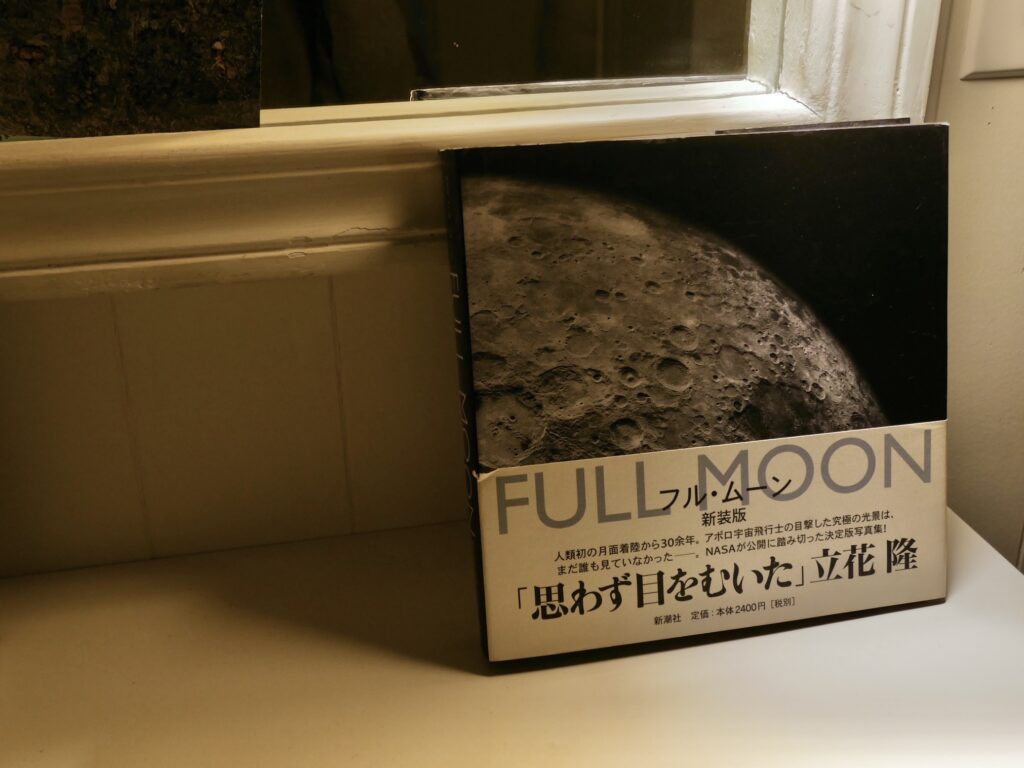 FULL MOON
FULL MOON
フル・ムーン
新装版
人類初の月面着陸から30余年。アポロ宇宙飛行士の目撃した究極の光景は、
まだ誰も見ていなかった——。NASAが公開に踏み切った決定版写真集!
「思わず目をむいた」立花 隆
新潮社 定価:本体2400円[税別]